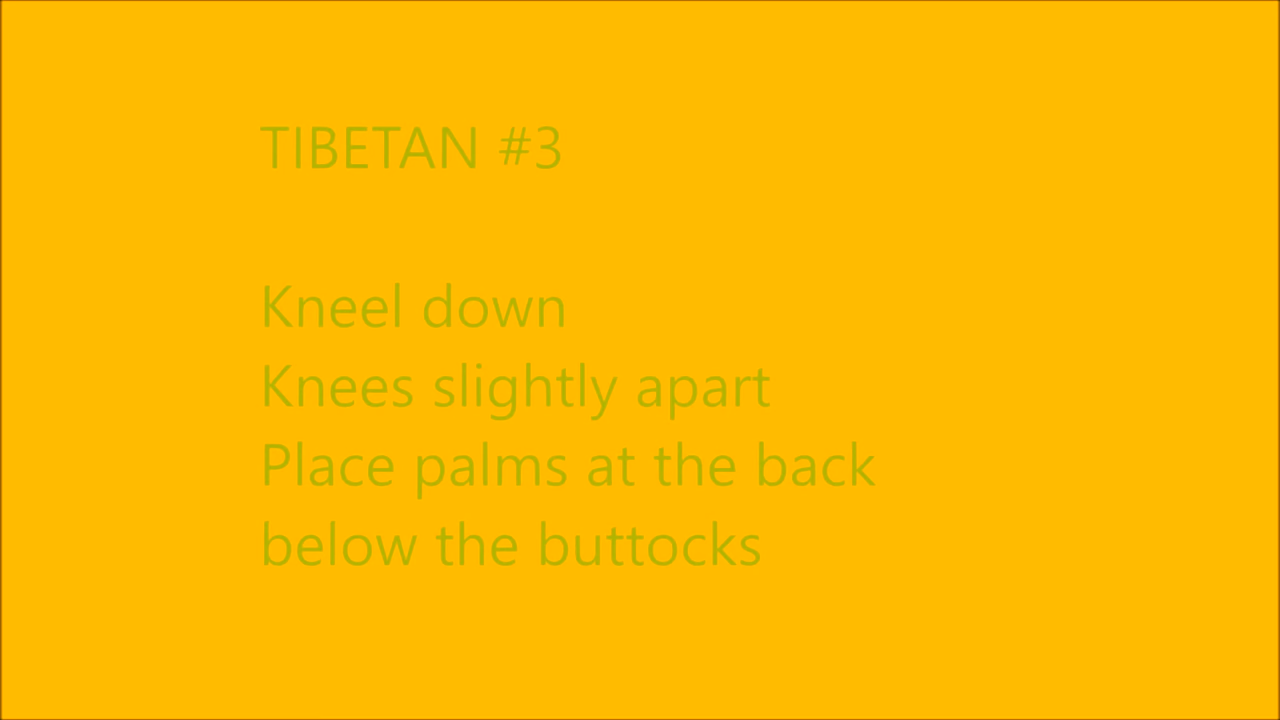 TIBETAN #3
Kneel down
Knees slightly apart
Place palms at the back
below the buttocks